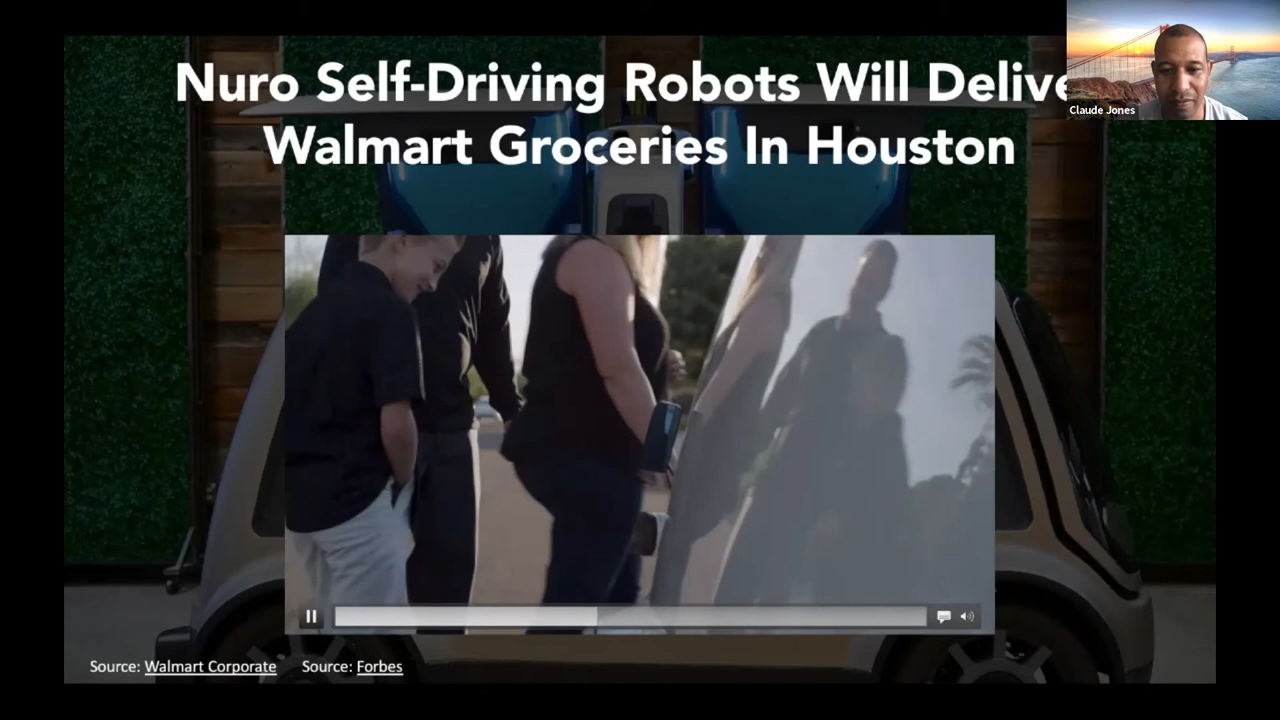 Nuro Self-Driving Robots Will Delive
Walmart Groceries In Houston
Claude Jones
Source: Walmart Corporate
Source: Forbes